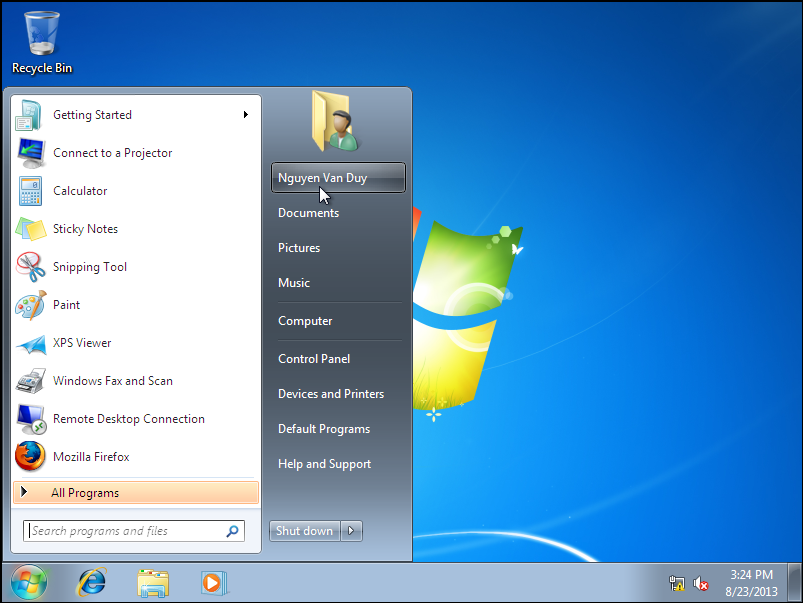 Recycle Bin
Getting Started
Connect to a Projector
Calculator
Sticky Notes
Snipping Tool
Paint
XPS Viewer
Windows Fax and Scan
Remote Desktop Connection
Mozilla Firefox
All Programs
Search programs and files
Nguyen Van Duy
Documents
Pictures
Music
Computer
Control Panel
Devices and Printers
Default Programs
Help and Support
Shut down
3:24 PM
8/23/2013